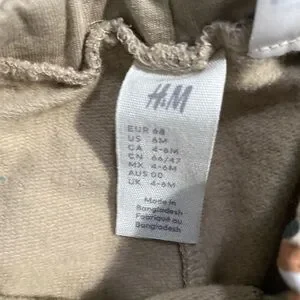 H&M
EUR 68
US 6M
CA 4-6M
CN 66/47
MX 4-6M
AUS 00
UK 4-6M
Made in
Bangladesh
Fabriqué au
Bangladesh